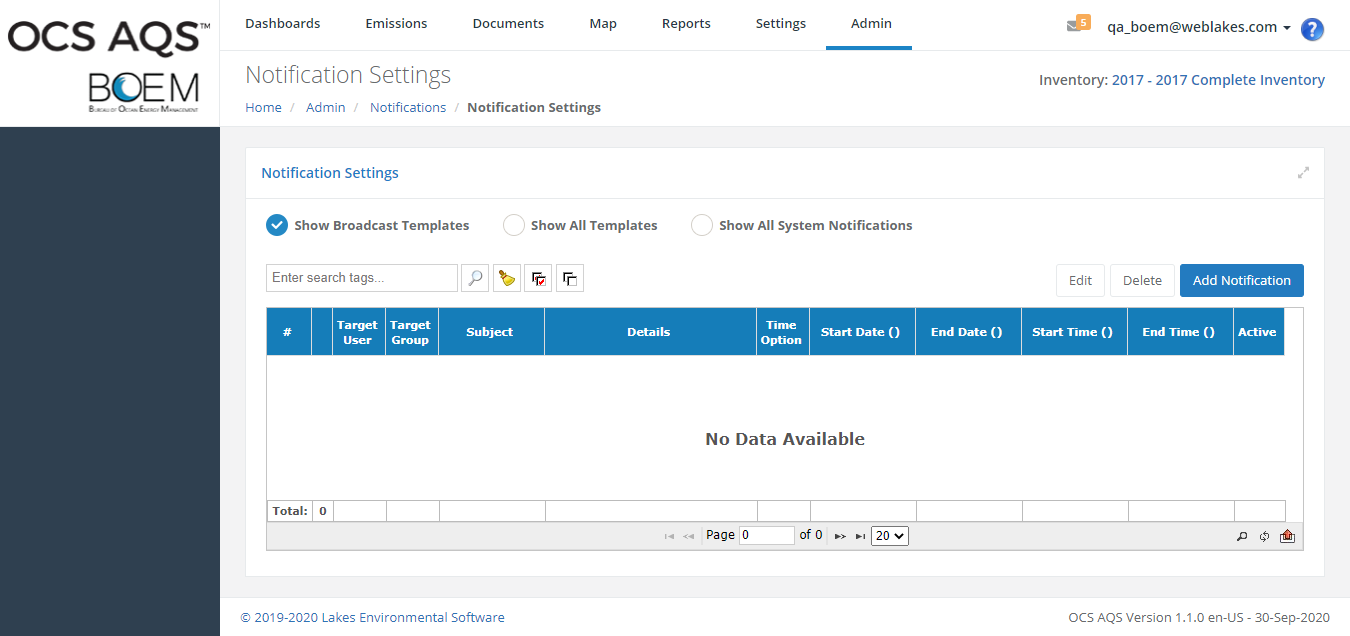 OCS AQS™
BOEM
BUREAU OF OCEAN ENERGY MANAGEMENT
Dashboards Emissions Documents Map Reports Settings Admin
5 qa_boem@weblakes.com ?
Notification Settings
Inventory: 2017 - 2017 Complete Inventory
Home / Admin / Notifications / Notification Settings
Notification Settings
Show Broadcast Templates Show All Templates Show All System Notifications
Enter search tags... Edit Delete Add Notification
# Target User Target Group Subject Details Time Option Start Date () End Date () Start Time () End Time () Active
No Data Available
Total: 0
Page 0 of 0 20
© 2019-2020 Lakes Environmental Software
OCS AQS Version 1.1.0 en-US - 30-Sep-2020